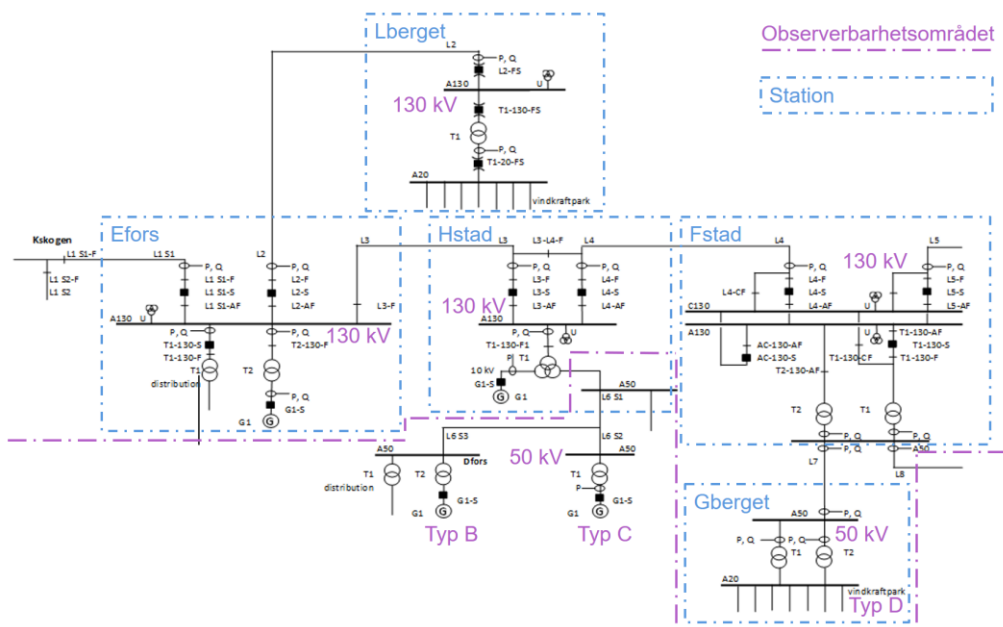 Observerbarhetsområdet
Station
Lberget
L2
P, Q
L2-FS
A130
U
130 kV
T1-130-FS
T1
P, Q
T1-20-FS
A20
vindkraftpark
Efors
Kskogen
L1 S1-F
L1 S1
L1 S2-F
L1 S2
P, Q
L1 S1-F
L1 S1-S
L1 S1-AF
L2
P, Q
L2-F
L2-S
L2-AF
L3
L3-F
U
A130
130 kV
P, Q
T1-130-S
T1-130-F
T1
distribution
P, Q
T2-130-F
T2
P, Q
G1-S
G1
G
Hstad
L3
L3-L4-F
L4
P, Q
L3-F
L3-S
L3-AF
P, Q
L4-F
L4-S
L4-AF
130 kV
A130
P, Q
T1-130-F1
U
P
T1
10 kV
G1-S
G
G1
A50
L6 S1
Fstad
L4
L5
P, Q
L4-F
L4-S
L4-AF
L4-CF
130 kV
P, Q
L5-F
L5-S
L5-AF
U
C130
A130
AC-130-AF
AC-130-S
U
T1-130-AF
T1-130-S
T1-130-F
T1-130-CF
T2-130-AF
T2
T1
P, Q
P, Q
P, Q
P, Q
A50
L7
L8
L6 S3
L6 S2
A50
Dfors
50 kV
A50
T1
distribution
T2
G1-S
G1
G
Typ B
T1
P
G1-S
G1
G
Typ C
Gberget
P, Q
A50
50 kV
P, Q
T1
P, Q
T2
A20
vindkraftpark
Typ D